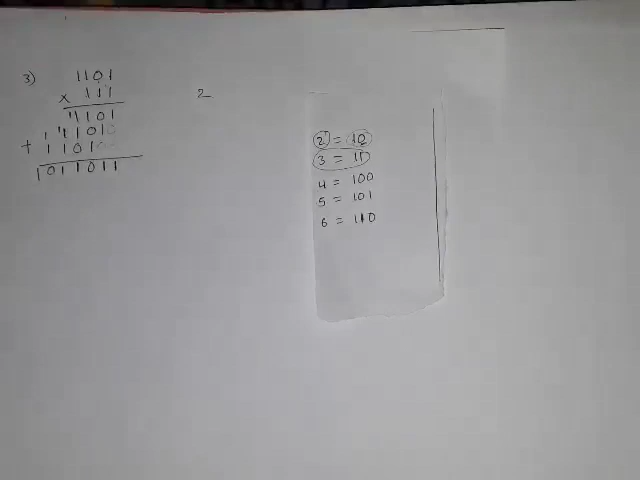 3) 1101
x 111
1101
11010
+ 110100
1011011
2
2 = 10
3 = 11
4 = 100
5 = 101
6 = 110